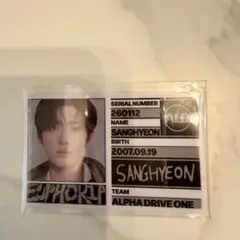 SERIAL NUMBER
260112
NAME
SANGHYEON
BIRTH
2007.09.19
SANGHYEON
EUPHORIA
TEAM
ALPHA DRIVE ONE